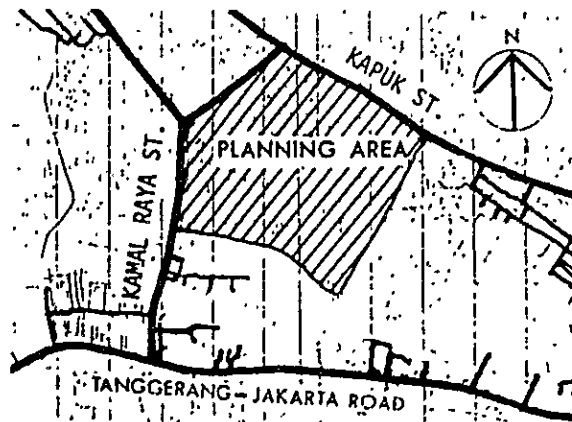 N
KAPUK ST.
PLANNING AREA
KAMAL RAYA ST.
TANGGERANG-JAKARTA ROAD